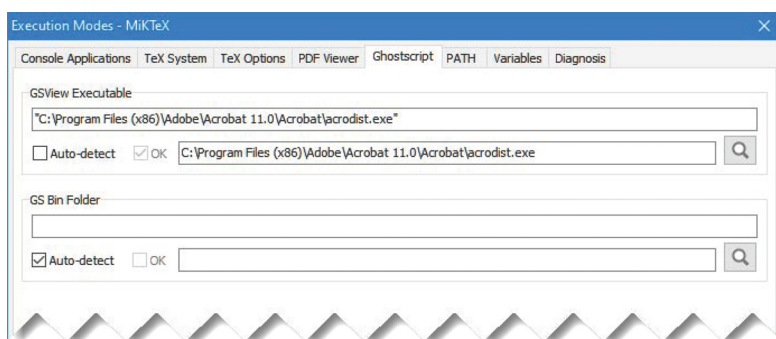 Execution Modes - MiKTeX
Console Applications TeX System TeX Options PDF Viewer Ghostscript PATH Variables Diagnosis
GSView Executable
"C:\Program Files (x86)\Adobe\Acrobat 11.0\Acrobat\acrodist.exe"
Auto-detect OK C:\Program Files (x86)\Adobe\Acrobat 11.0\Acrobat\acrodist.exe
GS Bin Folder
Auto-detect OK